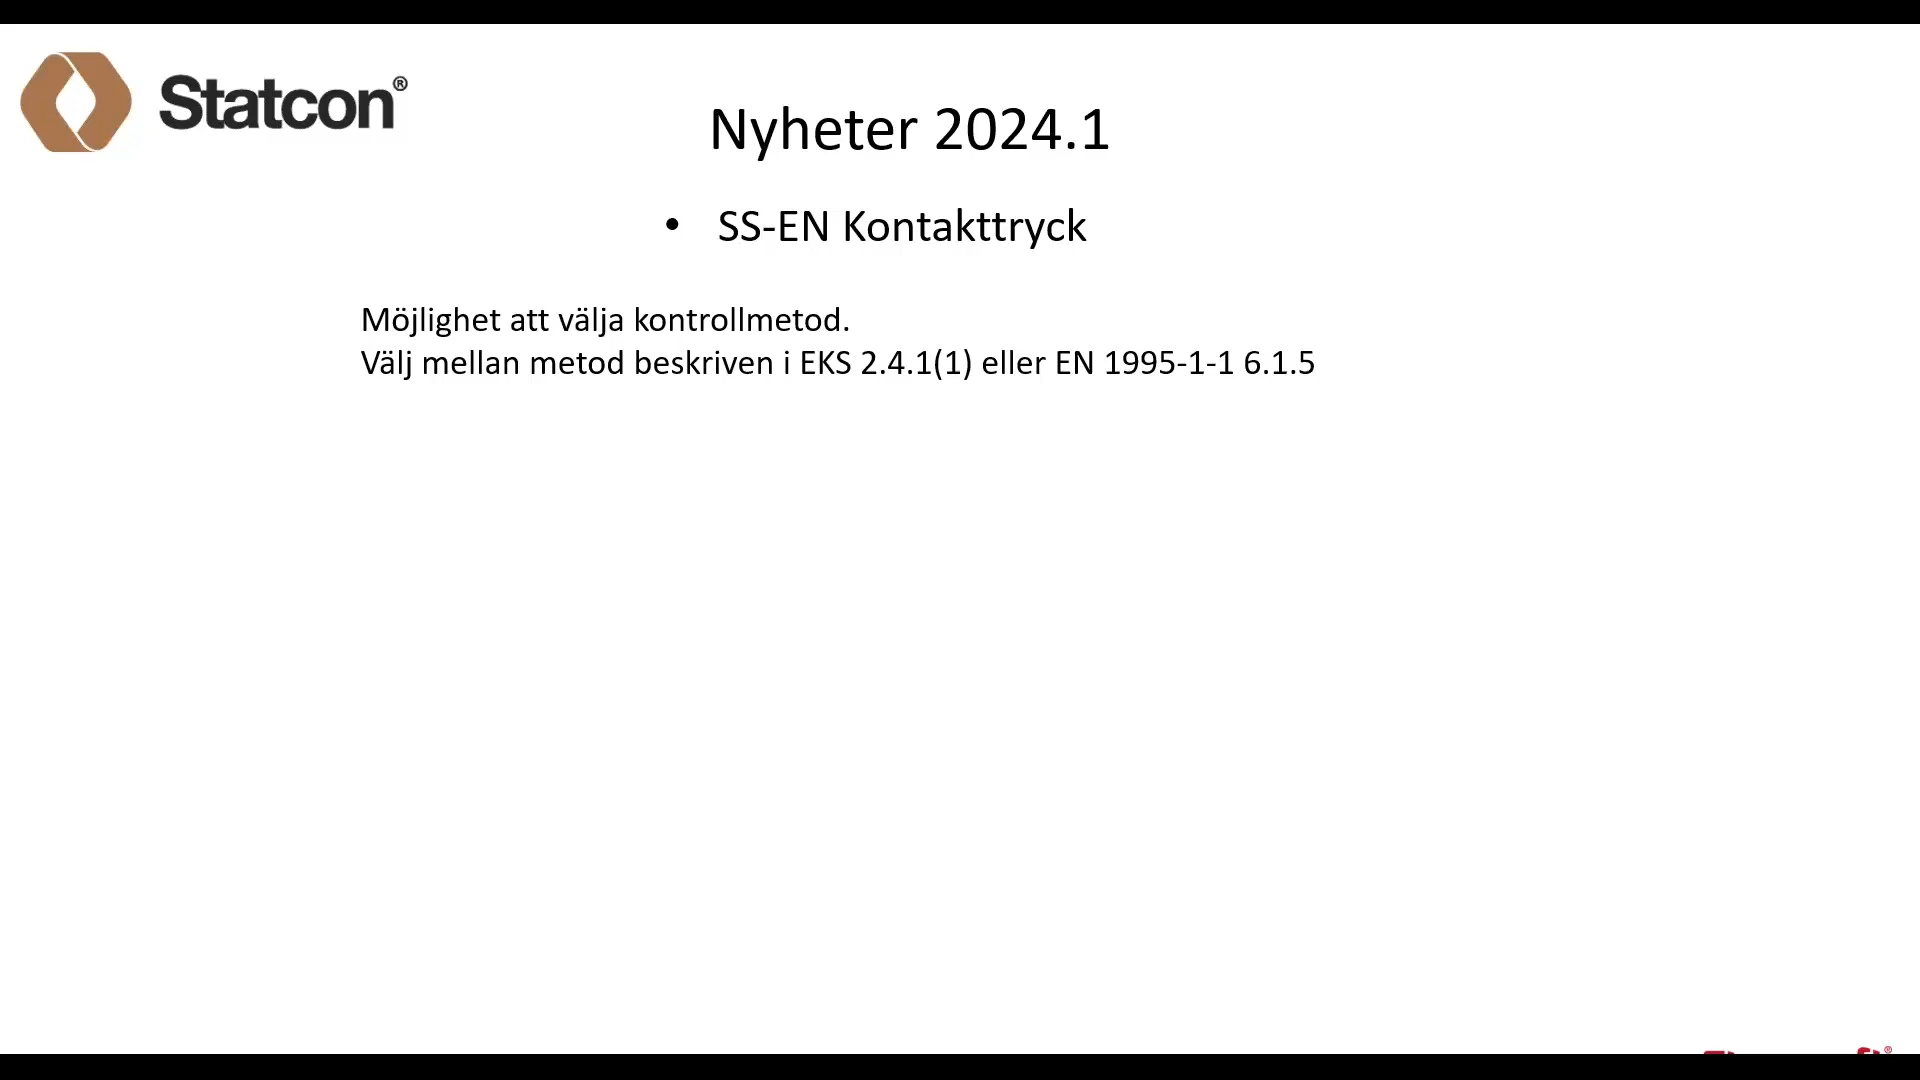 Statcon®
Nyheter 2024.1
• SS-EN Kontakttryck
Möjlighet att välja kontrollmetod.
Välj mellan metod beskriven i EKS 2.4.1(1) eller EN 1995-1-1 6.1.5